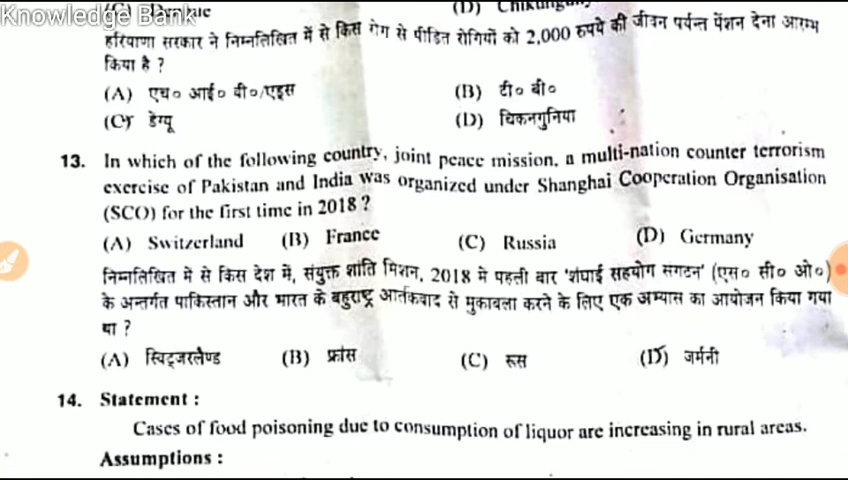 Knowledge Bank
(C) Dengue (D) Chikungunya
हरियाणा सरकार ने निम्नलिखित में से किस रोग से पीड़ित रोगियों को 2,000 रुपये की जीवन पर्यन्त पेंशन देना आरम्भ
किया है ?
(A) एच० आई० वी०/एड्स (B) टी० बी०
(C) डेंग्यू (D) चिकनगुनिया
13. In which of the following country, joint peace mission, a multi-nation counter terrorism
exercise of Pakistan and India was organized under Shanghai Cooperation Organisation
(SCO) for the first time in 2018 ?
(A) Switzerland (B) France (C) Russia (D) Germany
निम्नलिखित में से किस देश में, संयुक्त शांति मिशन, 2018 मे पहली बार 'शंघाई सहयोग संगठन' (एस० सी० ओ०)
के अन्तर्गत पाकिस्तान और भारत के बहुराष्ट्र आतंकवाद से मुकाबला करने के लिए एक अभ्यास का आयोजन किया गया
था ?
(A) स्विट्जरलैण्ड (B) फ्रांस (C) रूस (D) जर्मनी
14. Statement :
Cases of food poisoning due to consumption of liquor are increasing in rural areas.
Assumptions :